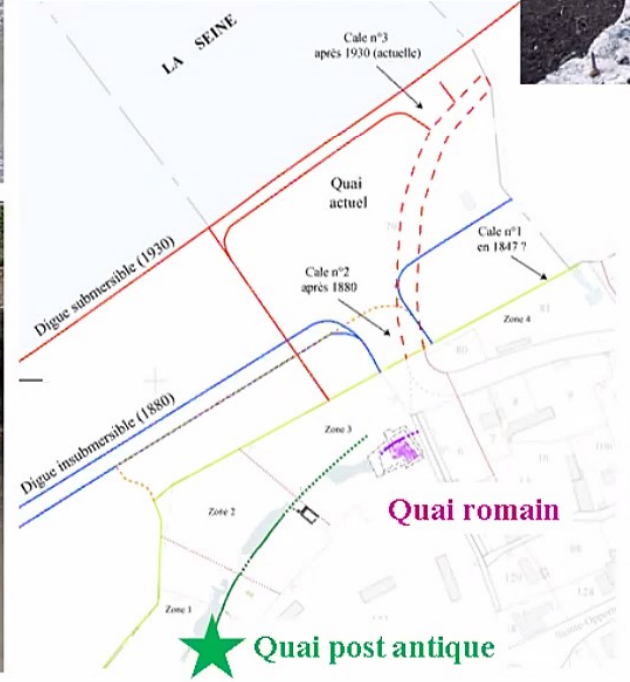 LA SEINE
Cale n°3
après 1930 (actuelle)
Quai
actuel
Cale n°1
en 1847 ?
Digue submersible (1930)
Cale n°2
après 1880
Zone 4
Digue insubmersible (1880)
Zone 3
Quai romain
Zone 2
Zone 1
Quai post antique